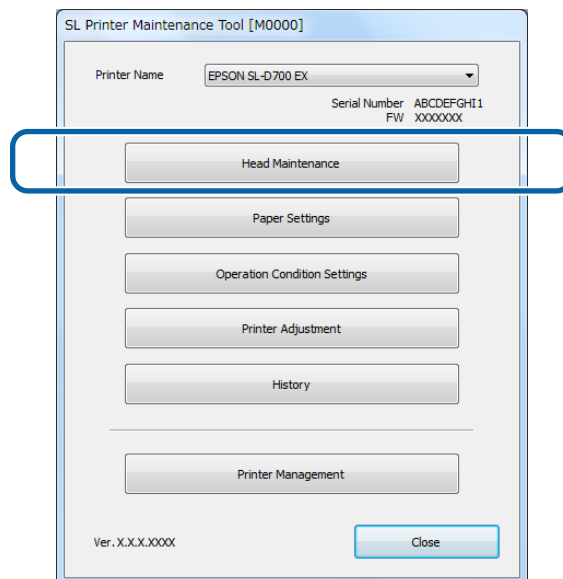 SL Printer Maintenance Tool [M0000]
Printer Name EPSON SL-D700 EX
Serial Number ABCDEFGHI1
FW XXXXXXX
Head Maintenance
Paper Settings
Operation Condition Settings
Printer Adjustment
History
Printer Management
Ver. X.X.X.XXXX Close